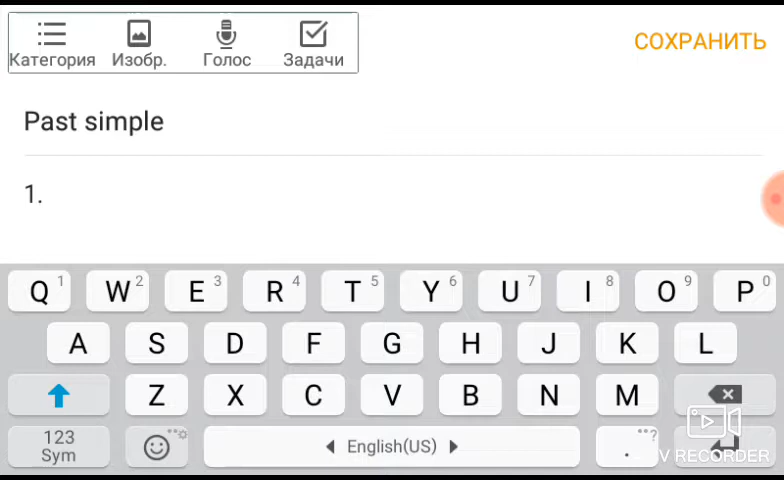 Категория Изобр. Голос Задачи
СОХРАНИТЬ
Past simple
1.
Q 1 W 2 E 3 R 4 T 5 Y 6 U 7 I 8 O 9 P 0
A S D F G H J K L
Z X C V B N M
123
Sym
English(US)
. ?
V RECORDER